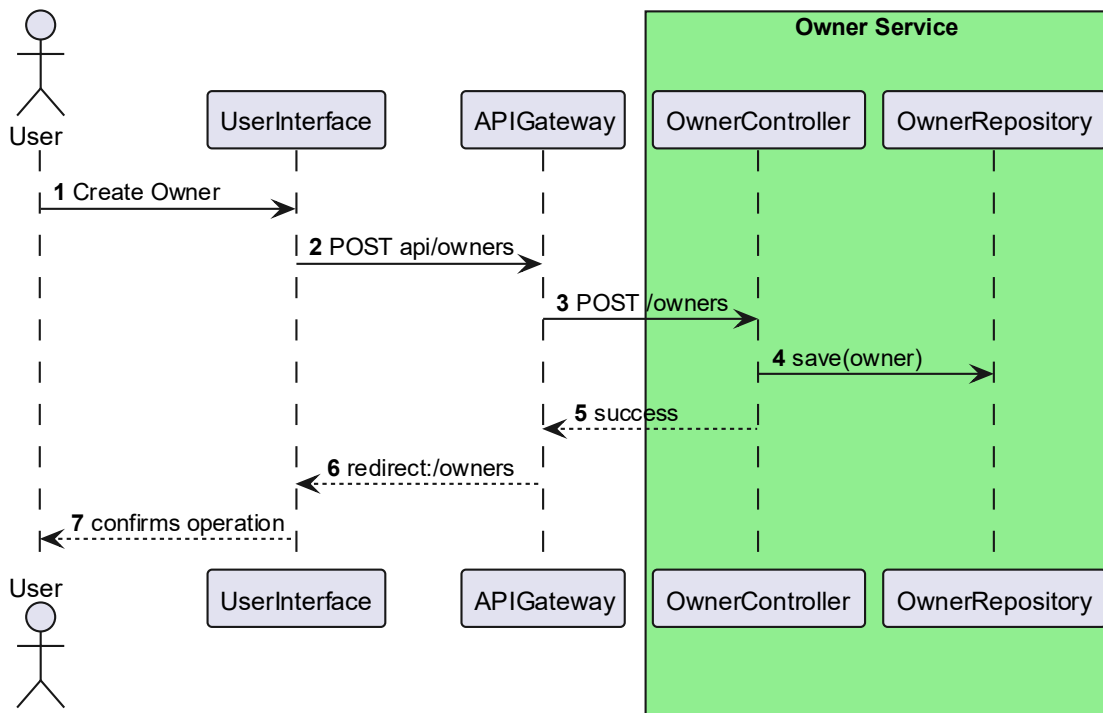 Owner Service
User
UserInterface
APIGateway
OwnerController
OwnerRepository
1 Create Owner
2 POST api/owners
3 POST /owners
4 save(owner)
5 success
6 redirect:/owners
7 confirms operation
User
UserInterface
APIGateway
OwnerController
OwnerRepository